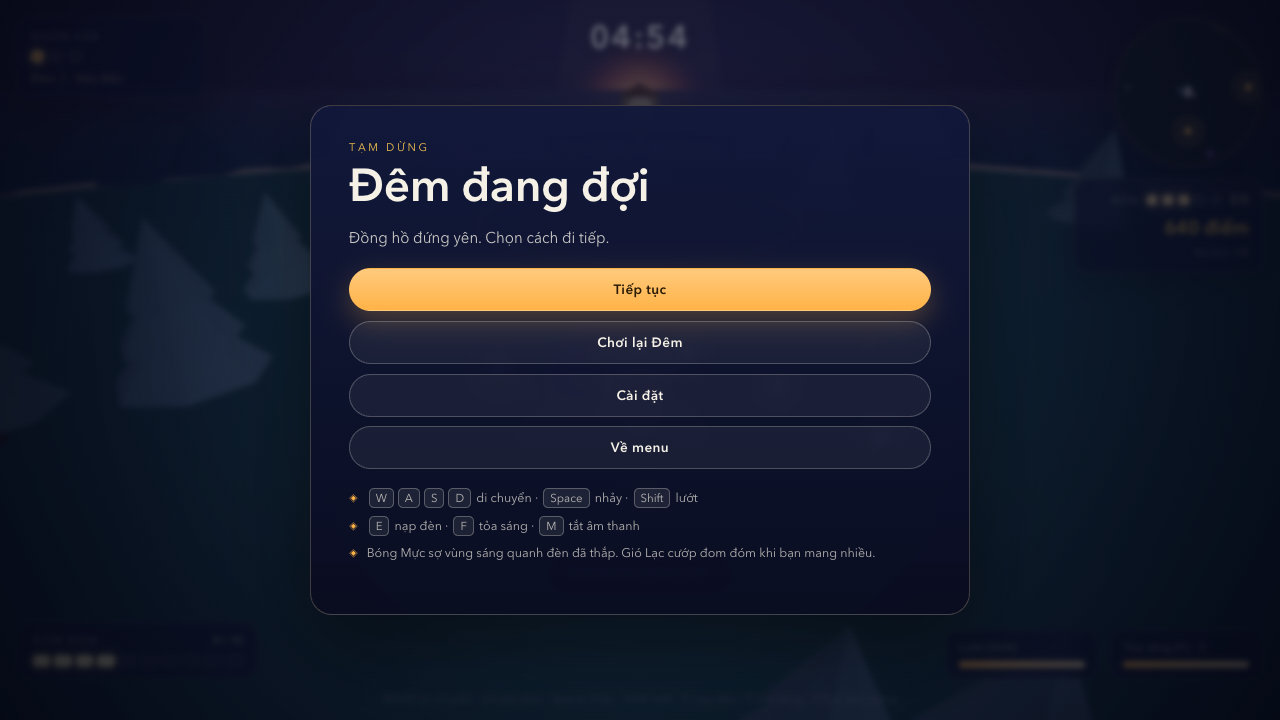 04:54
TẠM DỪNG
Đêm đang đợi
Đồng hồ đứng yên. Chọn cách đi tiếp.
Tiếp tục
Chơi lại Đêm
Cài đặt
Về menu
W A S D di chuyển · Space nhảy · Shift lướt
E nạp đèn · F tỏa sáng · M tắt âm thanh
Bóng Mực sợ vùng sáng quanh đèn đã thắp. Gió Lạc cướp đom đóm khi bạn mang nhiều.
640 điểm